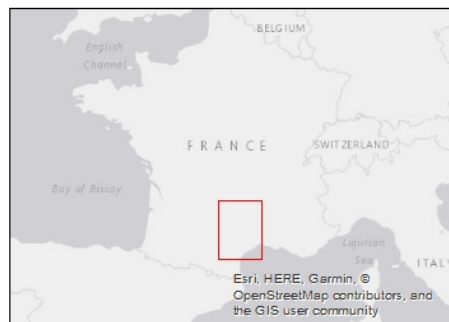 BELGIUM
English
Channel
FRANCE
SWITZERLAND
Bay of Biscay
Ligurian
Sea
ITAL
Esri, HERE, Garmin, ©
OpenStreetMap contributors, and
the GIS user community